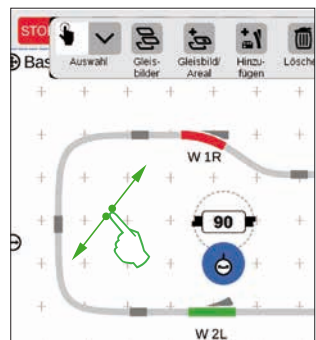 STO
Bas
Auswahl
Gleis-
bilder
Gleisbild/
Areal
Hinzu-
fügen
Lösche
W 1R
90
W 2L